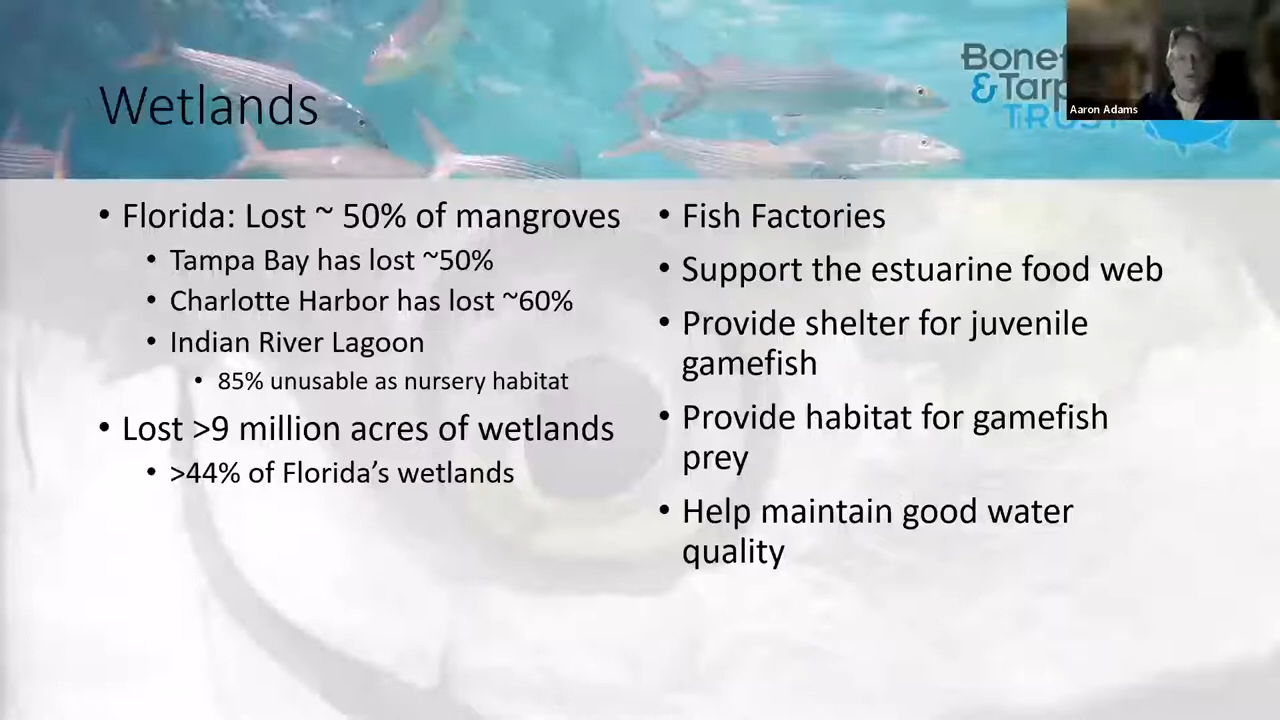 Wetlands
& 
TRUST
Aaron Adams
• Florida: Lost ~ 50% of mangroves
• Tampa Bay has lost ~50%
• Charlotte Harbor has lost ~60%
• Indian River Lagoon
• 85% unusable as nursery habitat
• Lost >9 million acres of wetlands
• >44% of Florida’s wetlands
• Fish Factories
• Support the estuarine food web
• Provide shelter for juvenile
gamefish
• Provide habitat for gamefish
prey
• Help maintain good water
quality